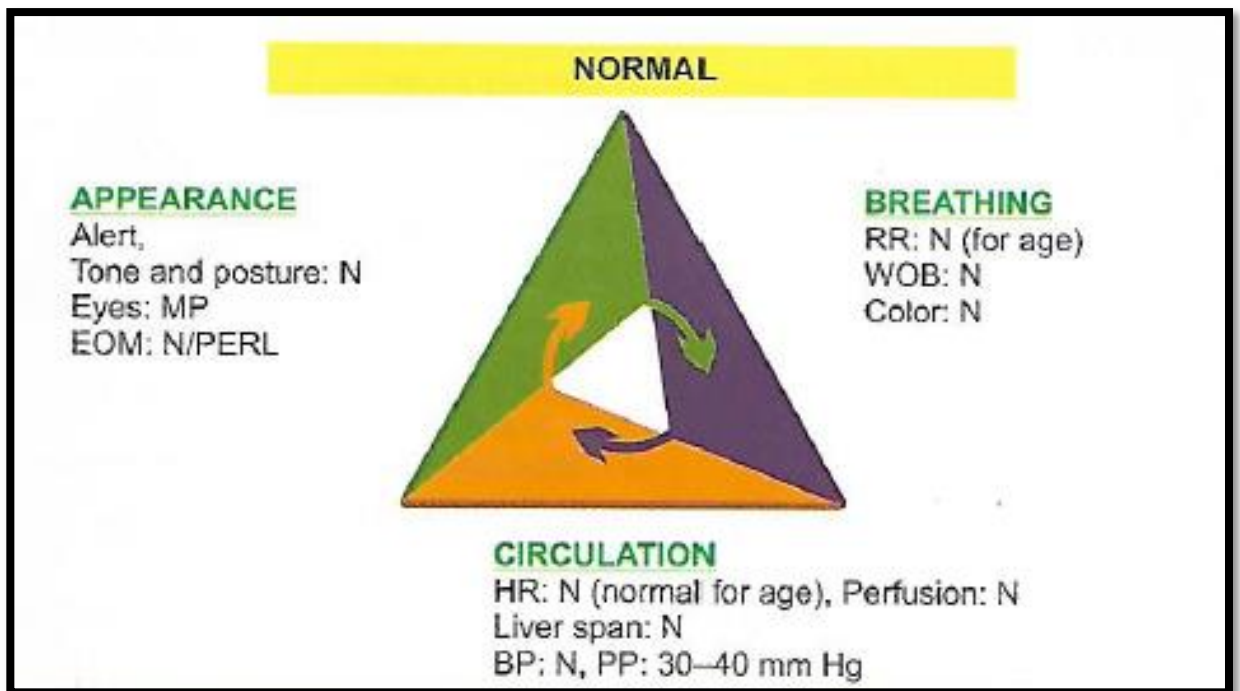 NORMAL
APPEARANCE
Alert,
Tone and posture: N
Eyes: MP
EOM: N/PERL
BREATHING
RR: N (for age)
WOB: N
Color: N
CIRCULATION
HR: N (normal for age), Perfusion: N
Liver span: N
BP: N, PP: 30–40 mm Hg